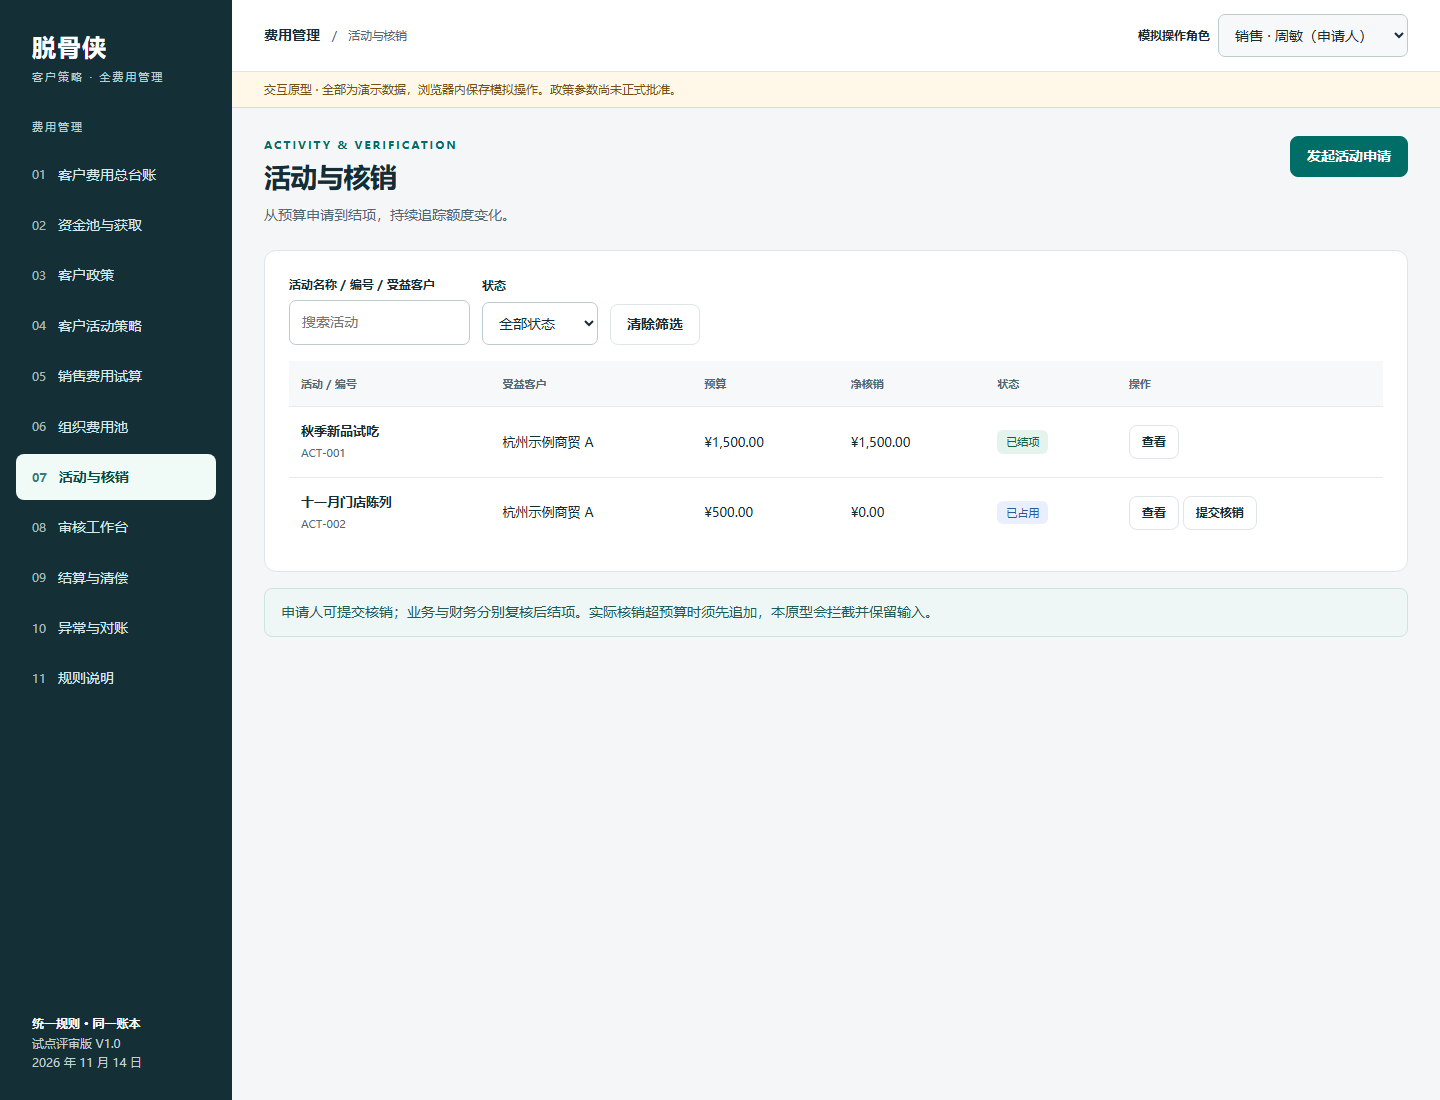 脱骨侠
客户策略 · 全费用管理
费用管理
01 客户费用总台账
02 资金池与获取
03 客户政策
04 客户活动策略
05 销售费用试算
06 组织费用池
07 活动与核销
08 审核工作台
09 结算与清偿
10 异常与对账
11 规则说明
统一规则 • 同一账本
试点评审版 V1.0
2026 年 11 月 14 日
费用管理 / 活动与核销
模拟操作角色 销售 · 周敏（申请人）
交互原型 · 全部为演示数据，浏览器内保存模拟操作。政策参数尚未正式批准。
ACTIVITY & VERIFICATION
活动与核销
从预算申请到结项，持续追踪额度变化。
发起活动申请
活动名称 / 编号 / 受益客户 状态
搜索活动 全部状态 清除筛选
活动 / 编号 受益客户 预算 净核销 状态 操作
秋季新品试吃
ACT-001
杭州示例商贸 A ¥1,500.00 ¥1,500.00 已结项 查看
十一月门店陈列
ACT-002
杭州示例商贸 A ¥500.00 ¥0.00 已占用 查看 提交核销
申请人可提交核销；业务与财务分别复核后结项。实际核销超预算时须先追加，本原型会拦截并保留输入。